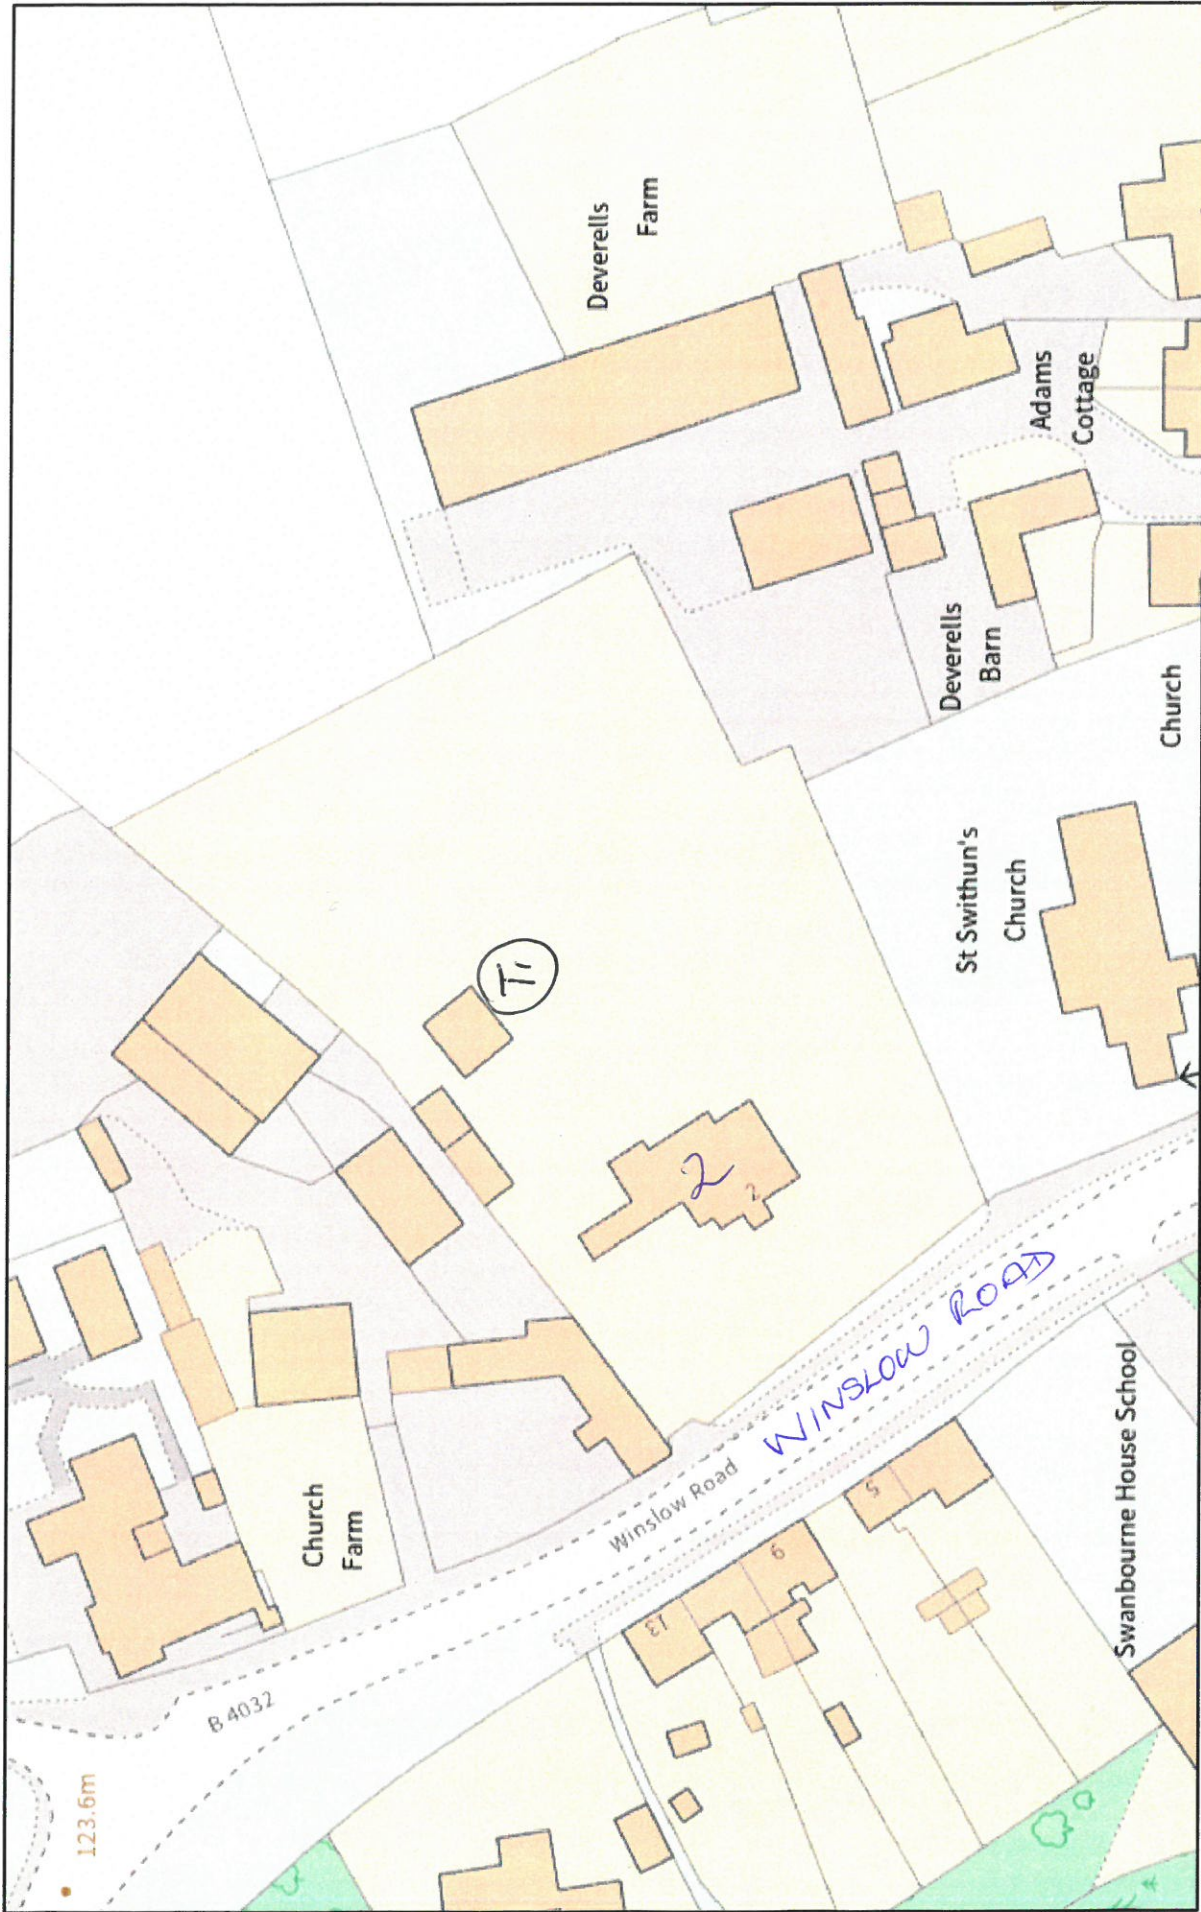 Deverells
Farm
Adams
Cottage
Deverells
Barn
Church
St Swithun's
Church
T1
2
2
WINSLOW ROAD
Winslow Road
Church
Farm
5
9
13
Swanbourne House School
B 4032
123.6m